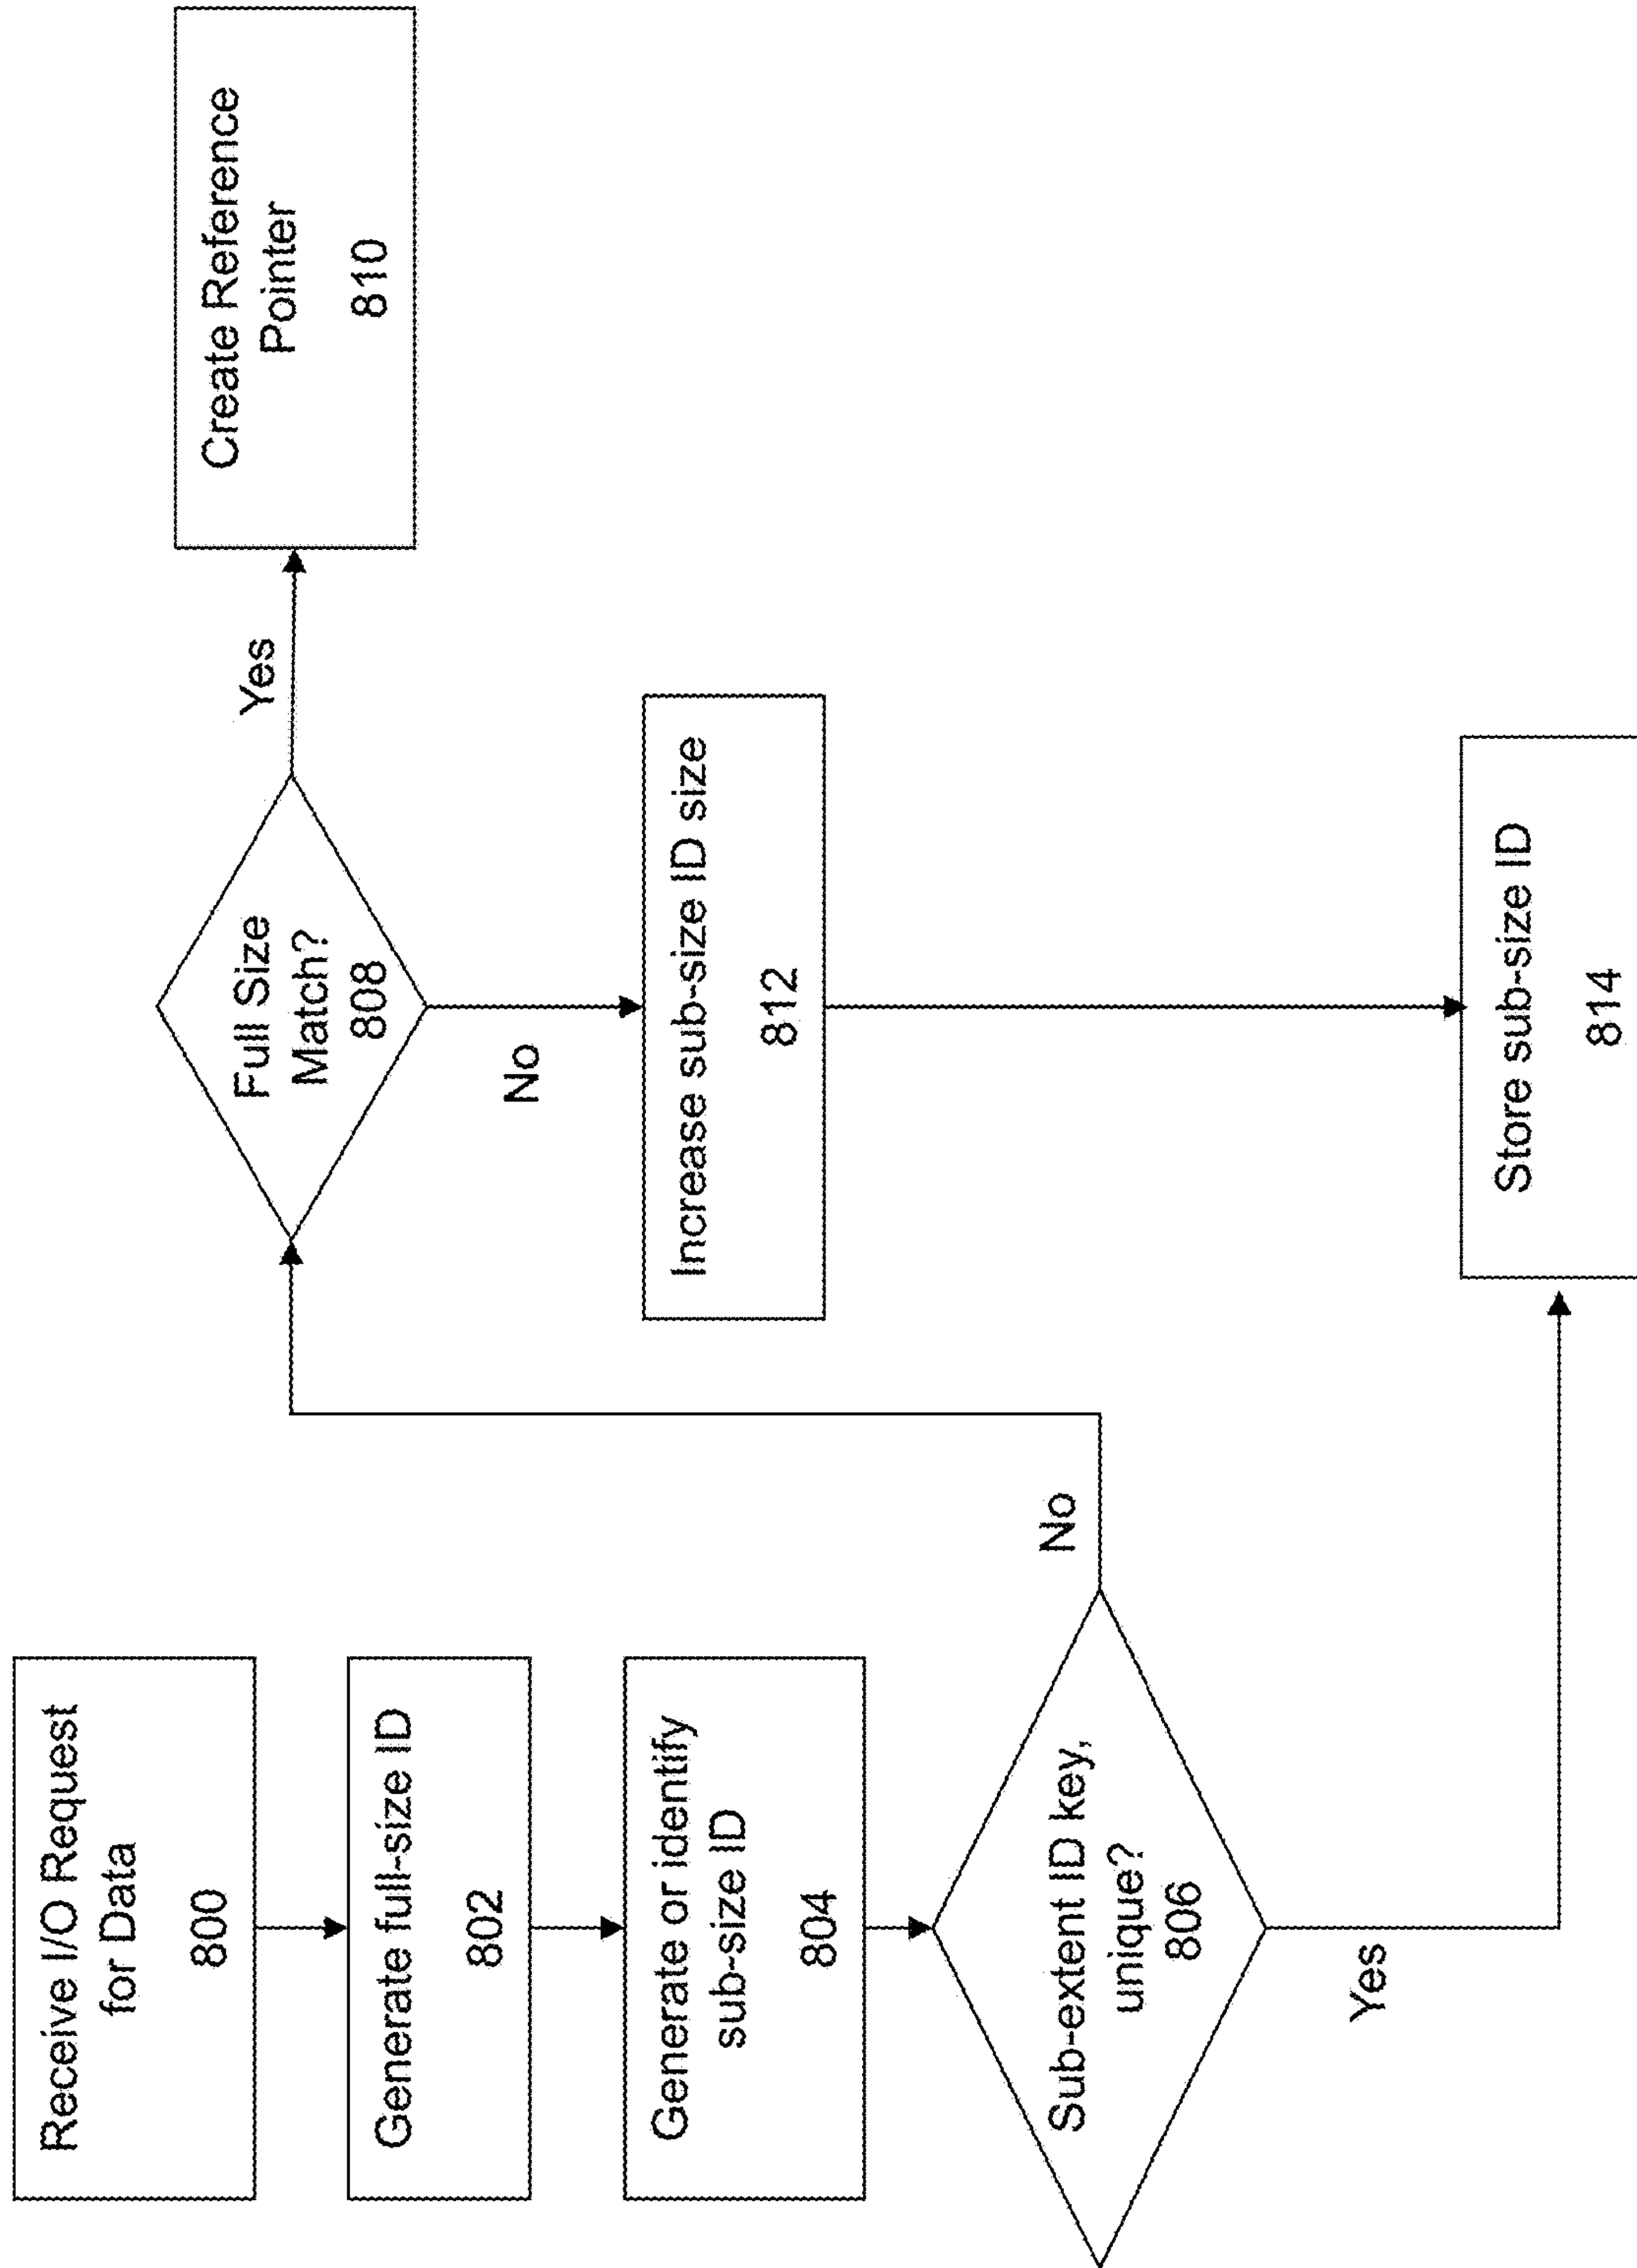 Receive I/O Request
for Data
800
Generate full-size ID
802
Generate or identify
sub-size ID
804
Sub-extent ID key,
unique?
806
No
Yes
Full Size
Match?
808
Yes
No
Create Reference
Pointer
810
Increase sub-size ID size
812
Store sub-size ID
814